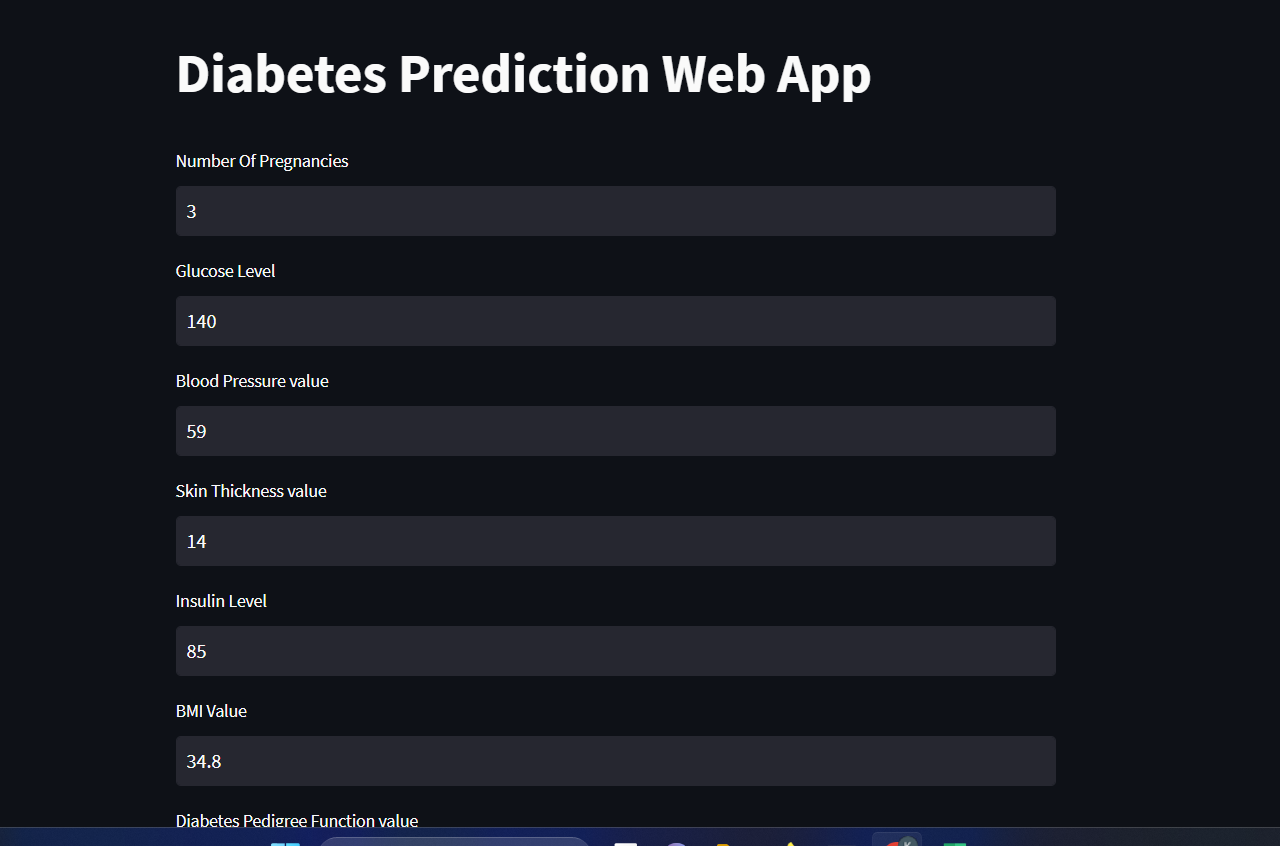 Diabetes Prediction Web App
Number Of Pregnancies
3
Glucose Level
140
Blood Pressure value
59
Skin Thickness value
14
Insulin Level
85
BMI Value
34.8
Diabetes Pedigree Function value